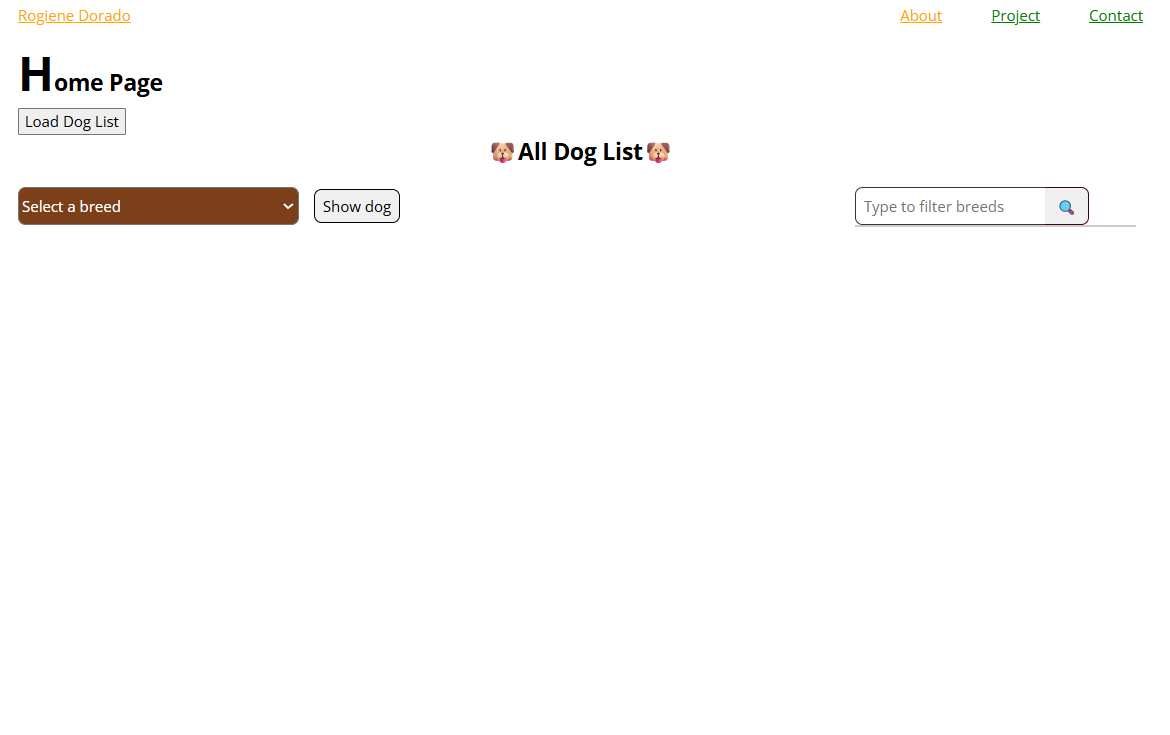 Rogiene Dorado About Project Contact
Home Page
Load Dog List
🐶 All Dog List 🐶
Select a breed Show dog Type to filter breeds 🔍